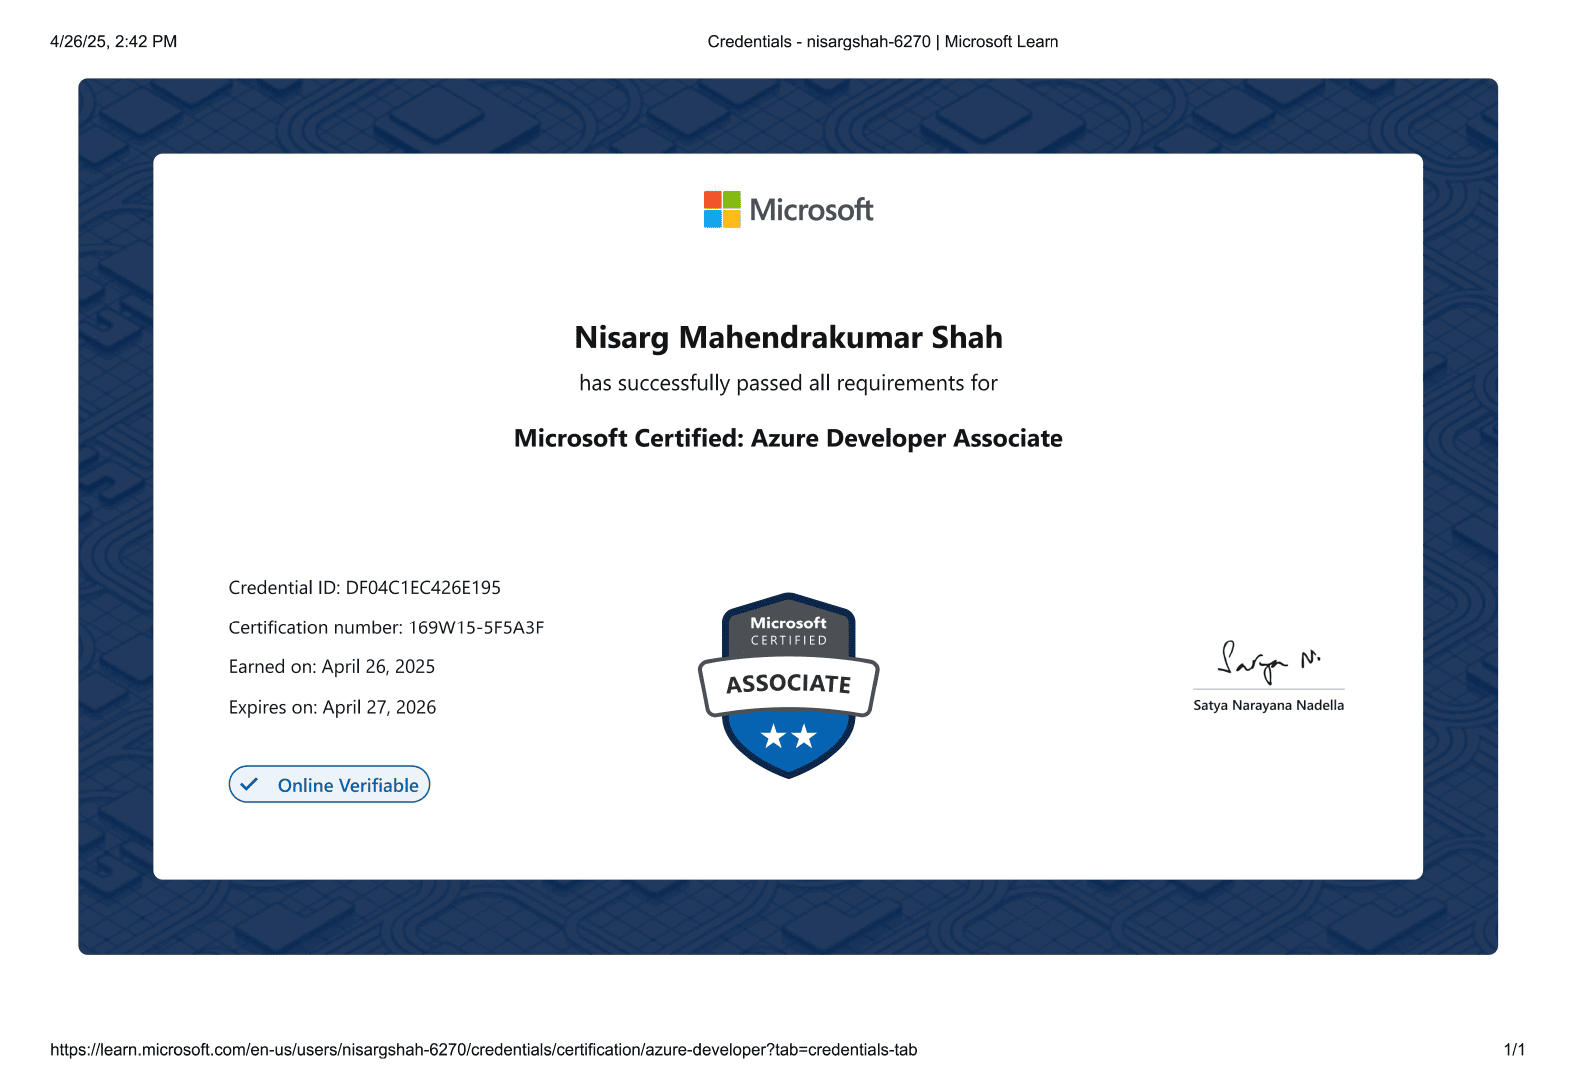 4/26/25, 2:42 PM
Credentials - nisargshah-6270 | Microsoft Learn
Microsoft
Nisarg Mahendrakumar Shah
has successfully passed all requirements for
Microsoft Certified: Azure Developer Associate
Credential ID: DF04C1EC426E195
Certification number: 169W15-5F5A3F
Earned on: April 26, 2025
Expires on: April 27, 2026
Online Verifiable
Microsoft
CERTIFIED
ASSOCIATE
Satya N.
Satya Narayana Nadella
https://learn.microsoft.com/en-us/users/nisargshah-6270/credentials/certification/azure-developer?tab=credentials-tab
1/1